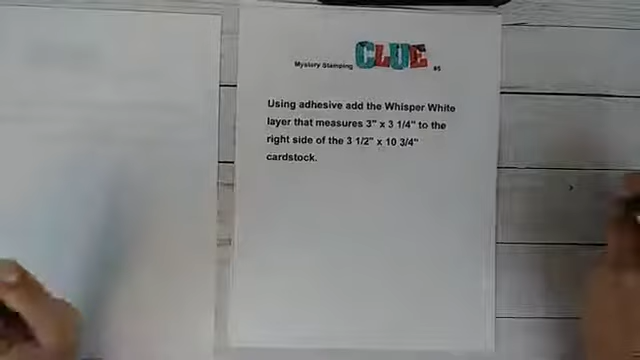 Mystery Stamping CLUE #5
Using adhesive add the Whisper White
layer that measures 3" x 3 1/4" to the
right side of the 3 1/2" x 10 3/4"
cardstock.